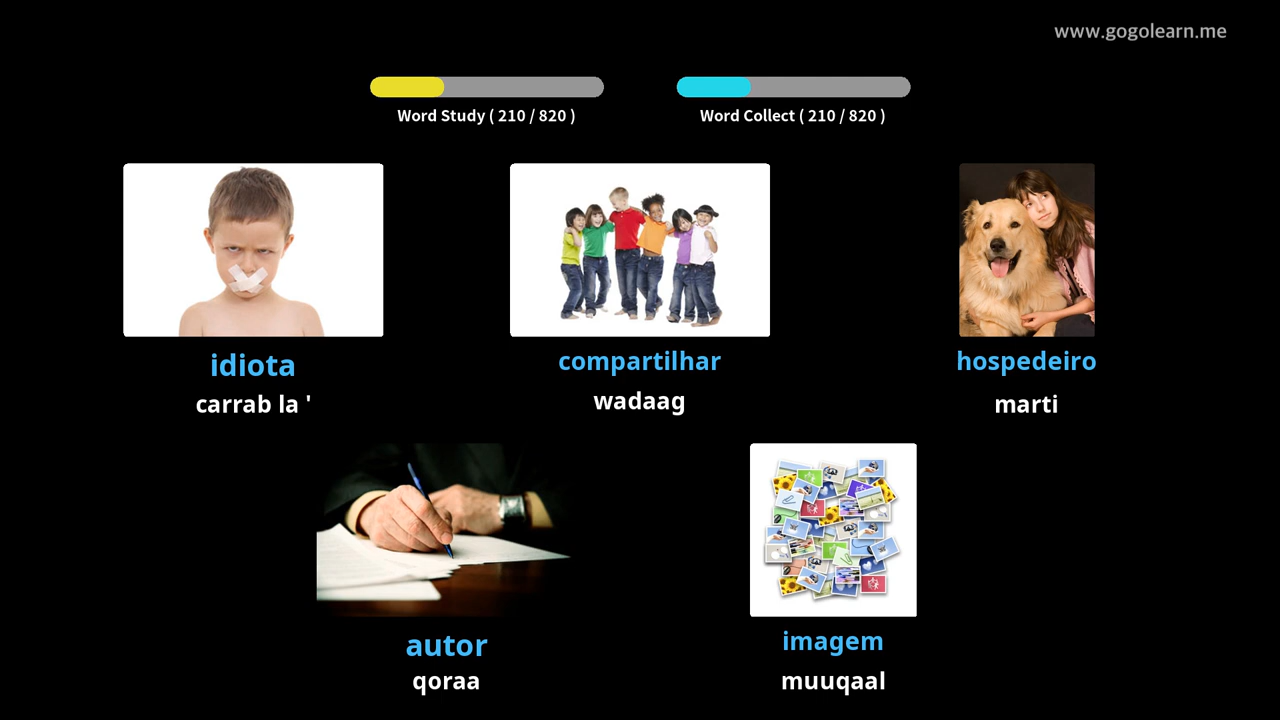 www.gogolearn.me
Word Study ( 210 / 820 )
Word Collect ( 210 / 820 )
idiota
compartilhar
hospedeiro
carrab la '
wadaag
marti
autor
imagem
qoraa
muuqaal